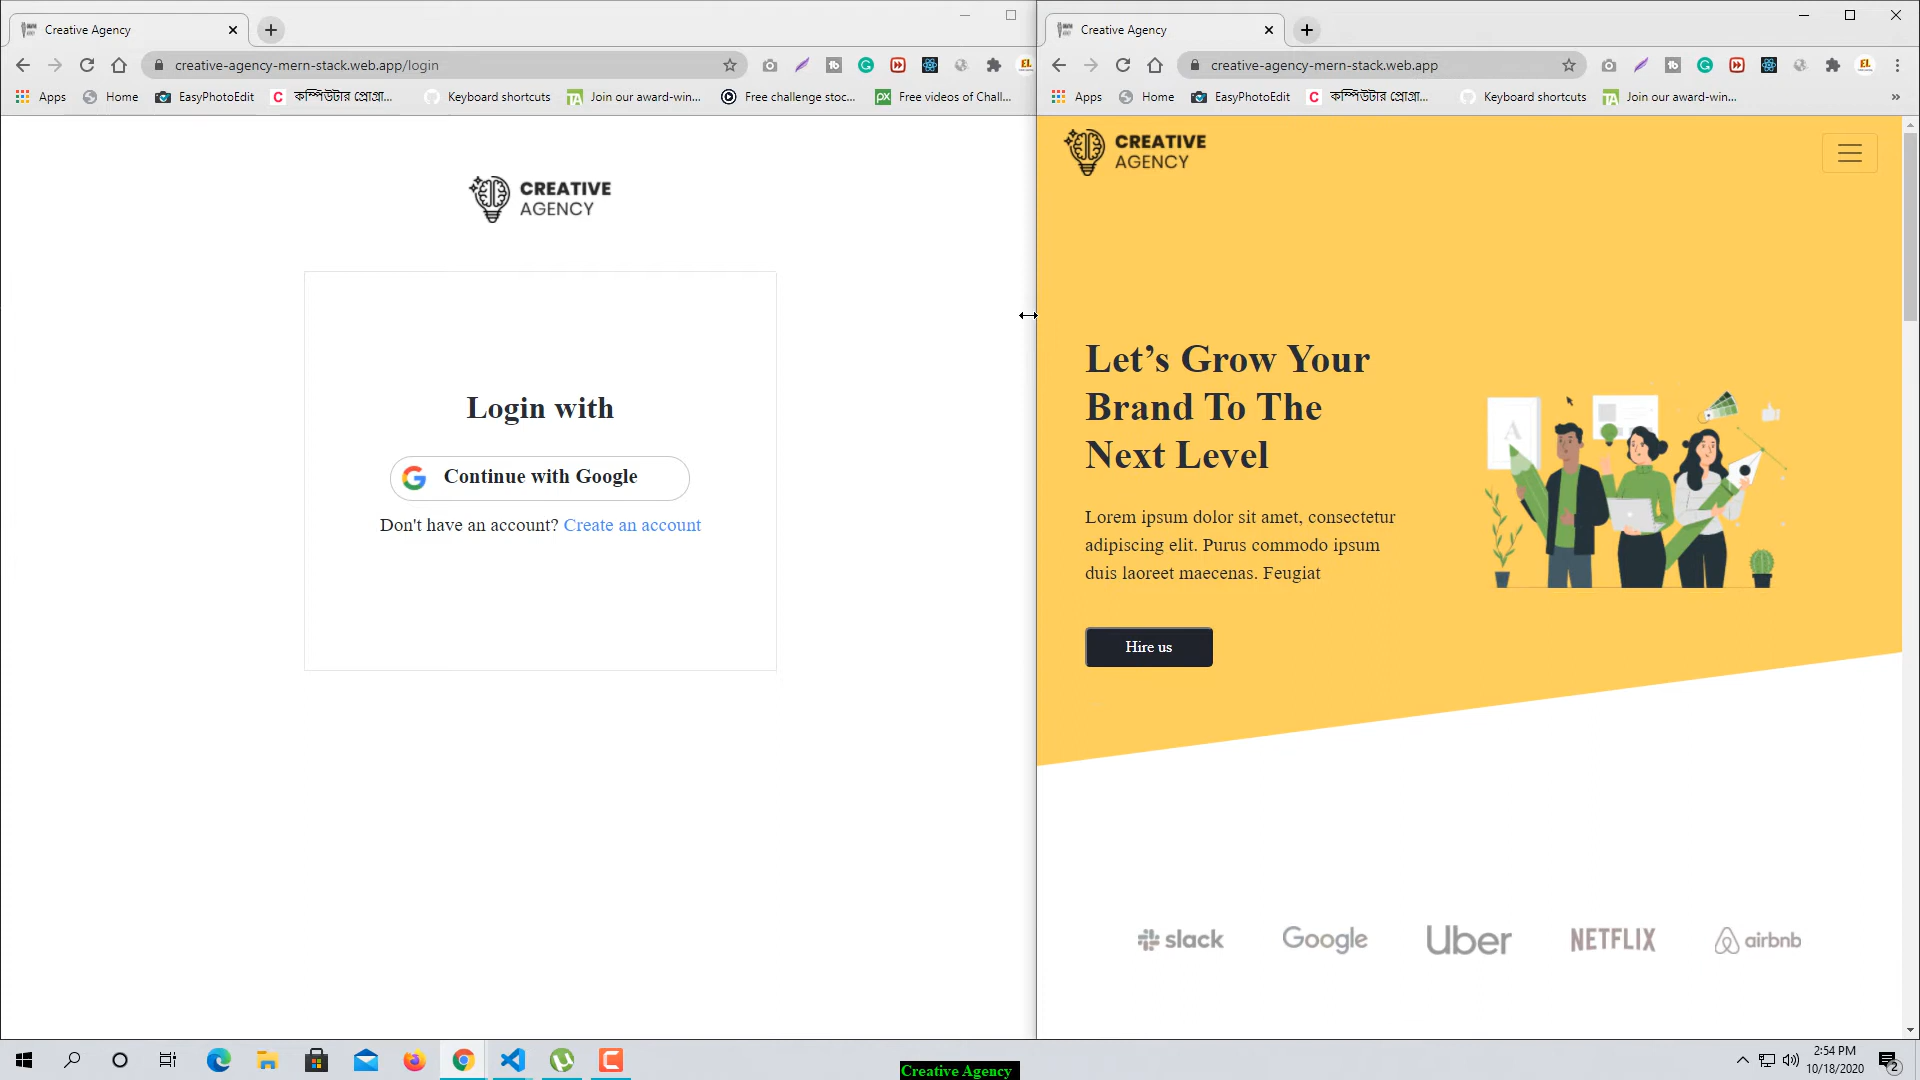 Creative Agency
creative-agency-mern-stack.web.app/login
Apps Home EasyPhotoEdit কম্পিউটার প্রোগ্রা... Keyboard shortcuts Join our award-win... Free challenge stoc... Free videos of Chall...
CREATIVE
AGENCY
Login with
Continue with Google
Don't have an account? Create an account
Creative Agency
creative-agency-mern-stack.web.app
Apps Home EasyPhotoEdit কম্পিউটার প্রোগ্রা... Keyboard shortcuts Join our award-win... »
CREATIVE
AGENCY
Let’s Grow Your
Brand To The
Next Level
Lorem ipsum dolor sit amet, consectetur
adipiscing elit. Purus commodo ipsum
duis laoreet maecenas. Feugiat
Hire us
slack Google Uber NETFLIX airbnb
Creative Agency
2:54 PM
10/18/2020
2